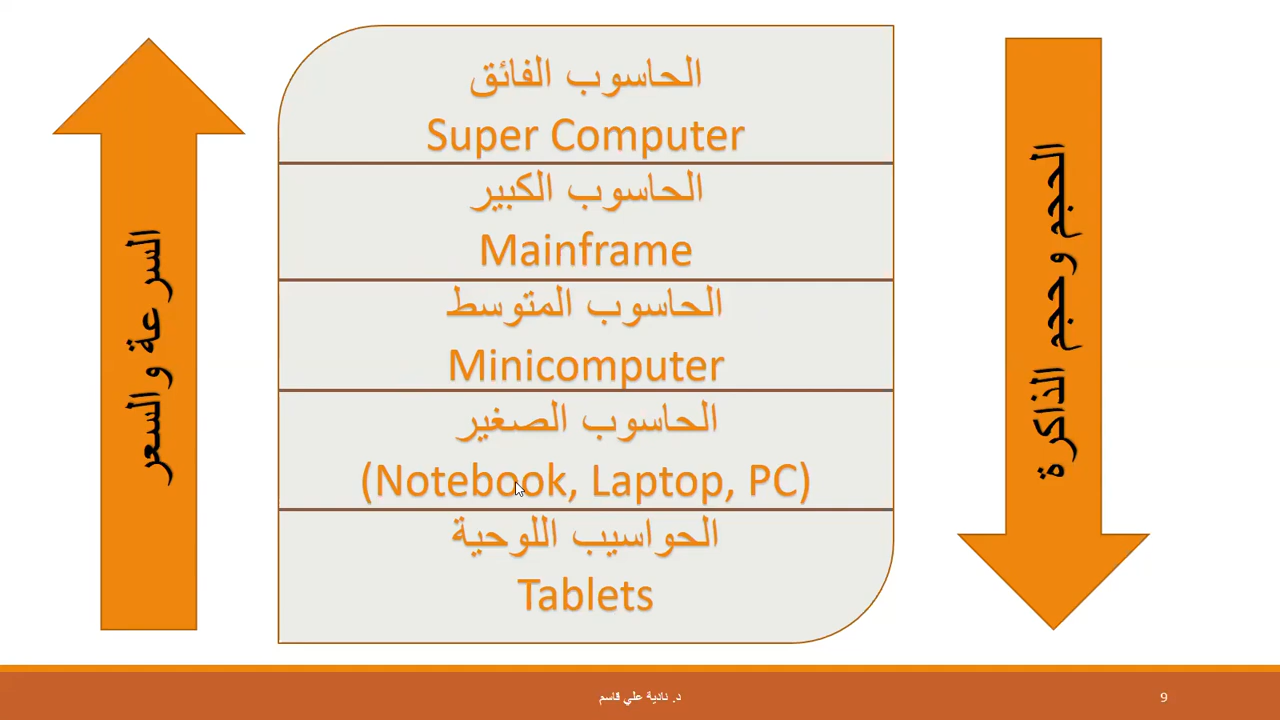 الحاسوب الفائق
Super Computer
الحاسوب الكبير
Mainframe
الحاسوب المتوسط
Minicomputer
الحاسوب الصغير
(Notebook, Laptop, PC)
الحواسيب اللوحية
Tablets
السرعة والسعر
الحجم وحجم الذاكرة
د. نادية علي قاسم
9